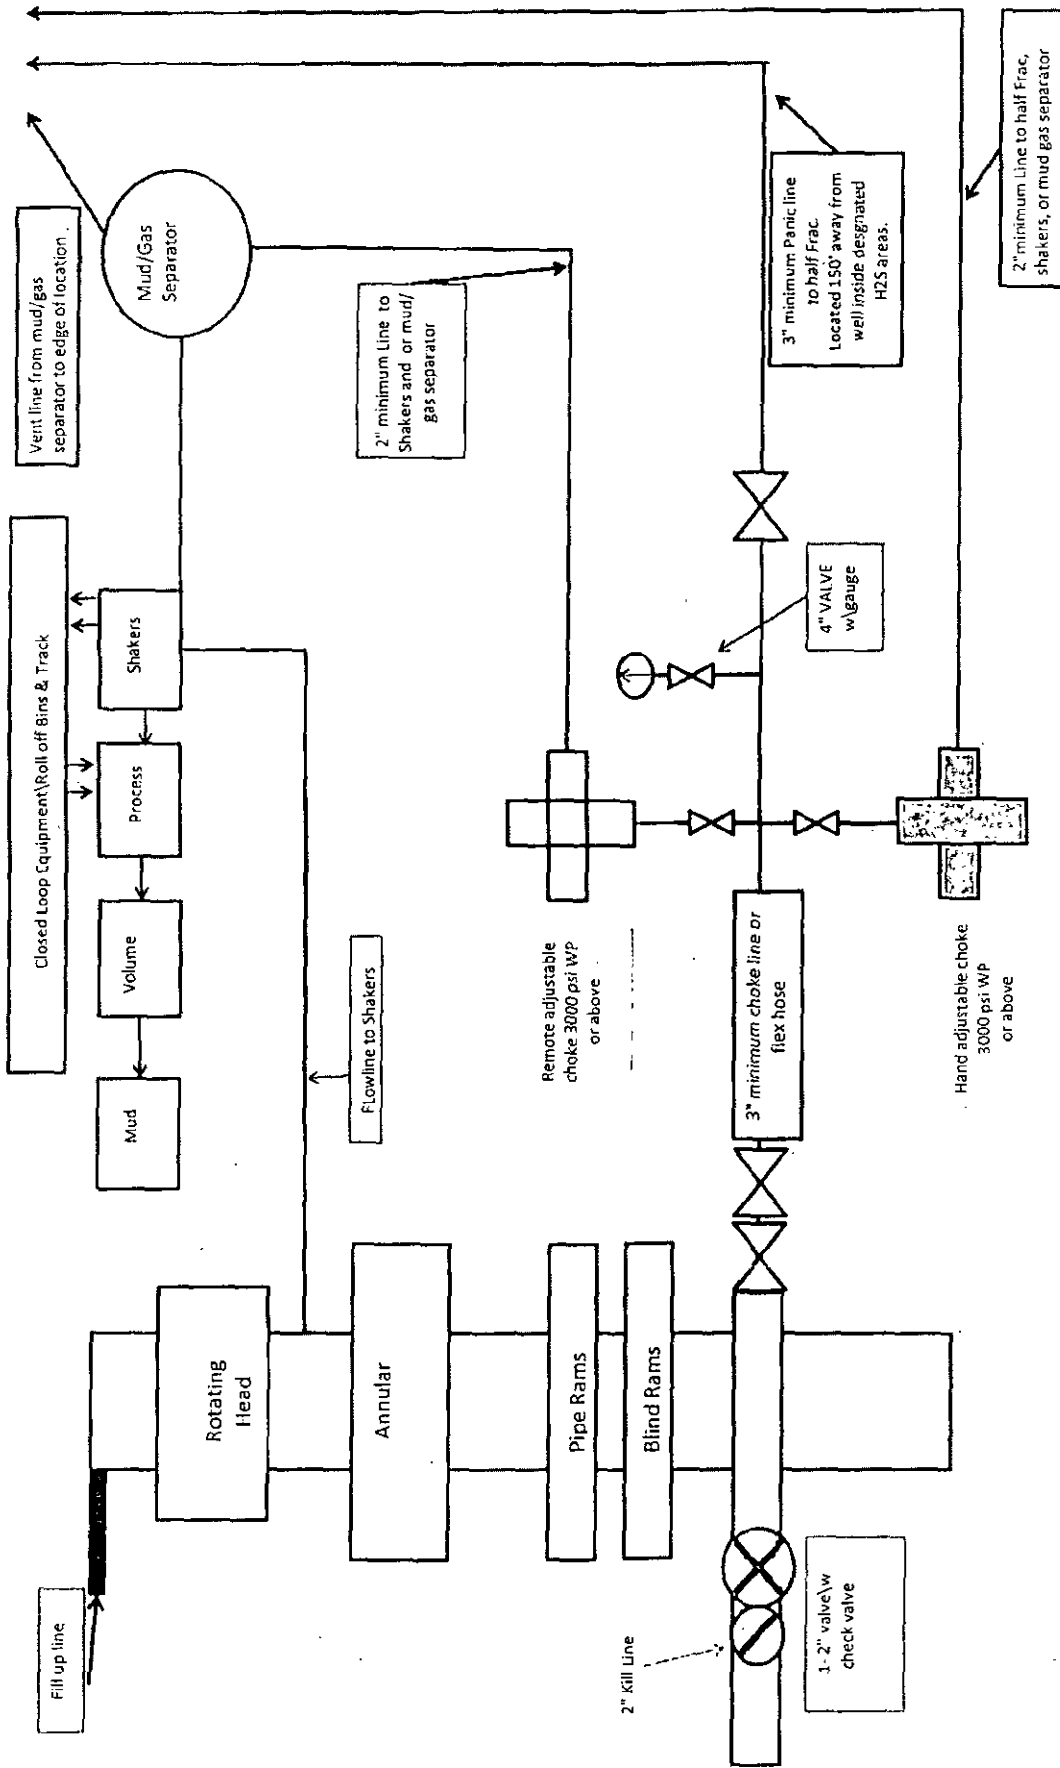 Fill up line
Rotating
Head
Annular
Pipe Rams
Blind Rams
2" Kill Line
1- 2" valve\w
check valve
Closed Loop Equipment\Roll off Bins & Track
Mud
Volume
Process
Shakers
FLowline to Shakers
Vent line from mud/gas
separator to edge of location .
Mud/Gas
Separator
2" minimum Line to
Shakers and or mud/
gas separator
Remote adjustable
choke 3000 psi WP
or above
3" minimum choke line or
flex hose
4" VALVE
w\gauge
3" minimum Panic line
to half Frac.
Located 150' away from
well inside desgnated
H2S areas.
Hand adjustable choke
3000 psi WP
or above
2" minimum Line to half Frac,
shakers, or mud gas separator